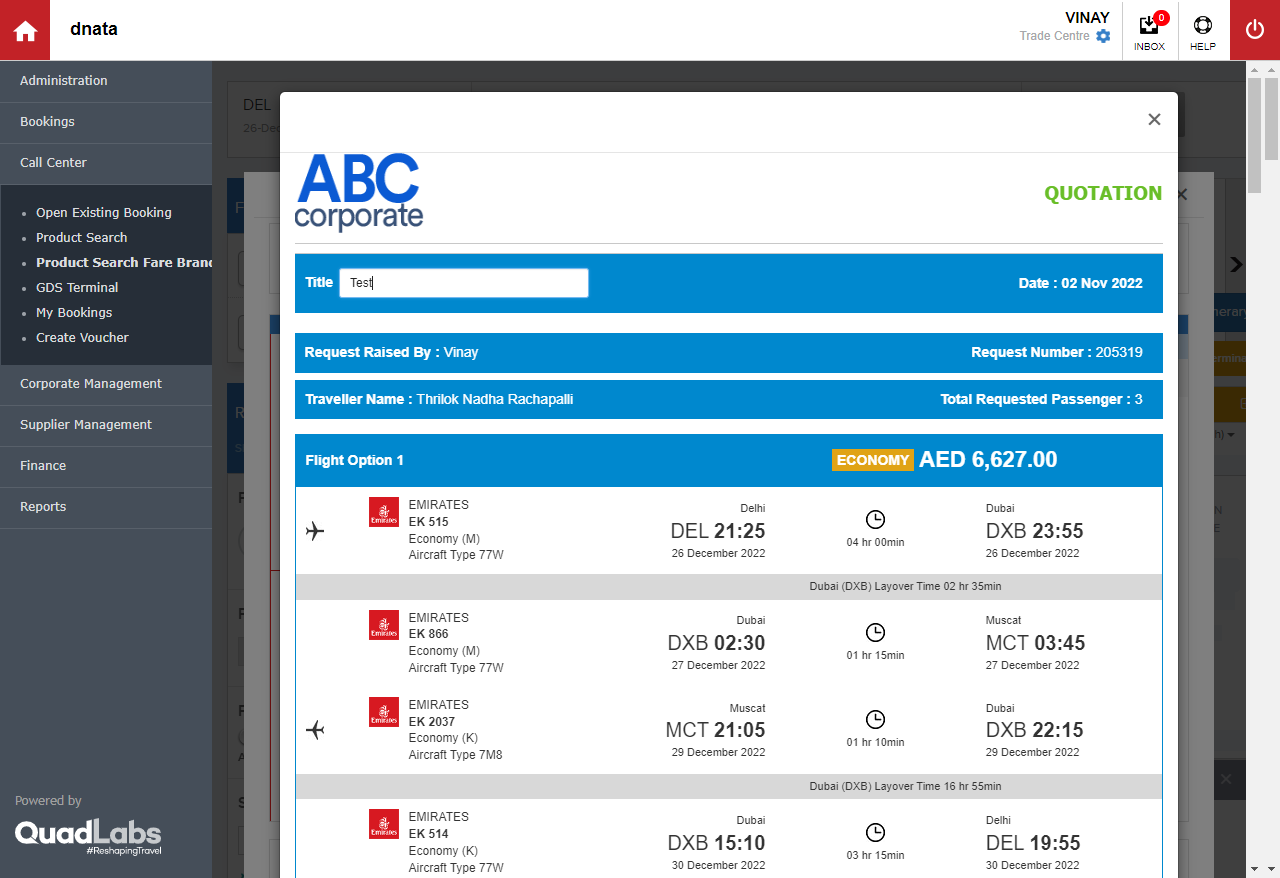 dnata
VINAY
Trade Centre
0
INBOX
HELP
Administration
Bookings
Call Center
Open Existing Booking
Product Search
Product Search Fare Brand
GDS Terminal
My Bookings
Create Voucher
Corporate Management
Supplier Management
Finance
Reports
Powered by
QuadLabs
#ReshapingTravel
DEL
×
ABC
corporate
QUOTATION
Title Test Date : 02 Nov 2022
Request Raised By : Vinay Request Number : 205319
Traveller Name : Thrilok Nadha Rachapalli Total Requested Passenger : 3
Flight Option 1 ECONOMY AED 6,627.00
Emirates
EMIRATES
EK 515
Economy (M)
Aircraft Type 77W
Delhi
DEL 21:25
26 December 2022
04 hr 00min
Dubai
DXB 23:55
26 December 2022
Dubai (DXB) Layover Time 02 hr 35min
Emirates
EMIRATES
EK 866
Economy (M)
Aircraft Type 77W
Dubai
DXB 02:30
27 December 2022
01 hr 15min
Muscat
MCT 03:45
27 December 2022
Emirates
EMIRATES
EK 2037
Economy (K)
Aircraft Type 7M8
Muscat
MCT 21:05
29 December 2022
01 hr 10min
Dubai
DXB 22:15
29 December 2022
Dubai (DXB) Layover Time 16 hr 55min
Emirates
EMIRATES
EK 514
Economy (K)
Aircraft Type 77W
Dubai
DXB 15:10
30 December 2022
03 hr 15min
Delhi
DEL 19:55
30 December 2022